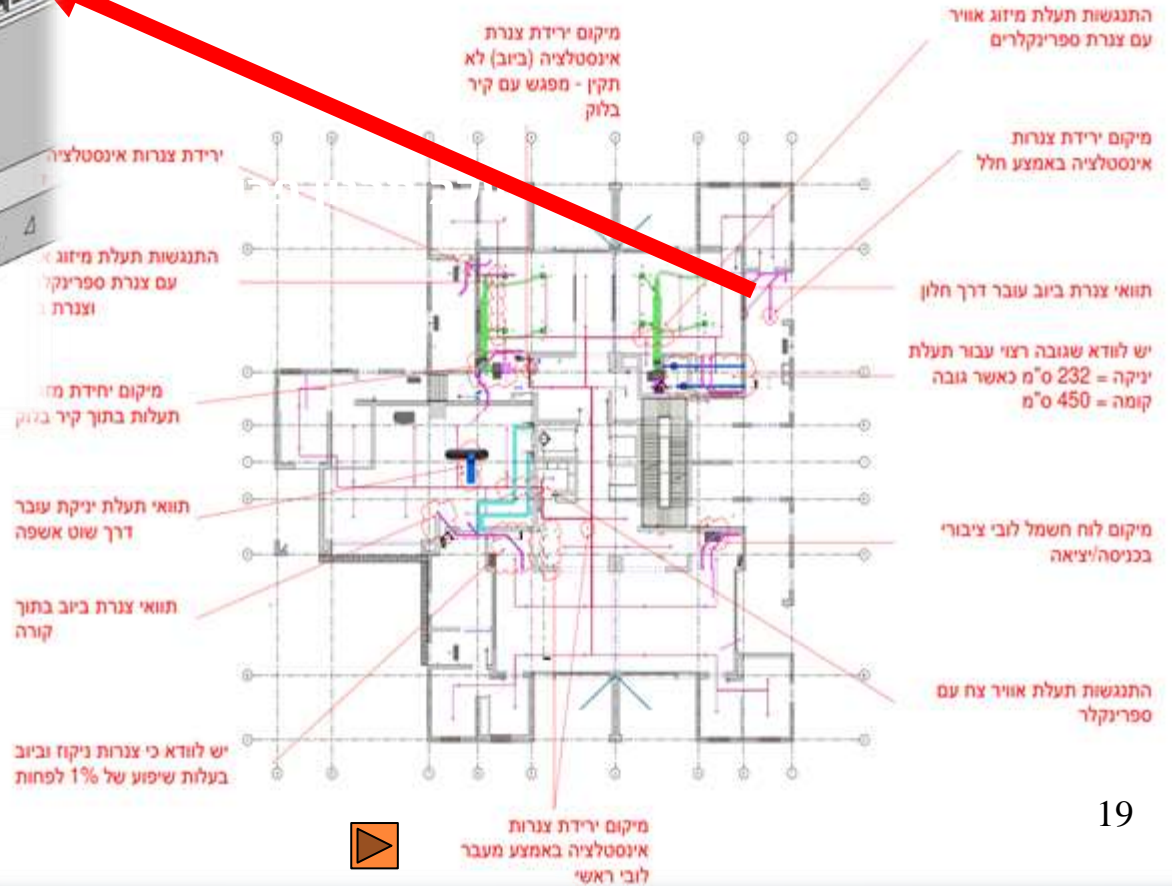 מיקום ירידת צנרת
אינסטלציה (ביוב) לא
תקין - מפגש עם קיר
בלוק
התנגשות תעלת מיזוג אוויר
עם צנרת ספרינקלרים
מיקום ירידת צנרות
אינסטלציה באמצע חלל
תוואי צנרת ביוב עובר דרך חלון
יש לוודא שגובה רצוי עבור תעלת
יניקה = 232 ס"מ כאשר גובה
קומה = 450 ס"מ
מיקום לוח חשמל לובי ציבורי
בכניסה/יציאה
התנגשות תעלת אוויר צח עם
ספרינקלר
ירידת צנרות
התנגשות תעלת מיזוג
עם צנרת
וצנרת
מיקום יחידת
תעלות בתוך קיר בלוק
תוואי תעלת יניקת עובר
דרך שוט אשפה
תוואי צנרת ביוב בתוך
קורה
יש לוודא כי צנרות ניקוז וביוב
בעלות שיפוע של 1% לפחות
מיקום ירידת צנרות
אינסטלציה באמצע מעבר
לובי ראשי
19